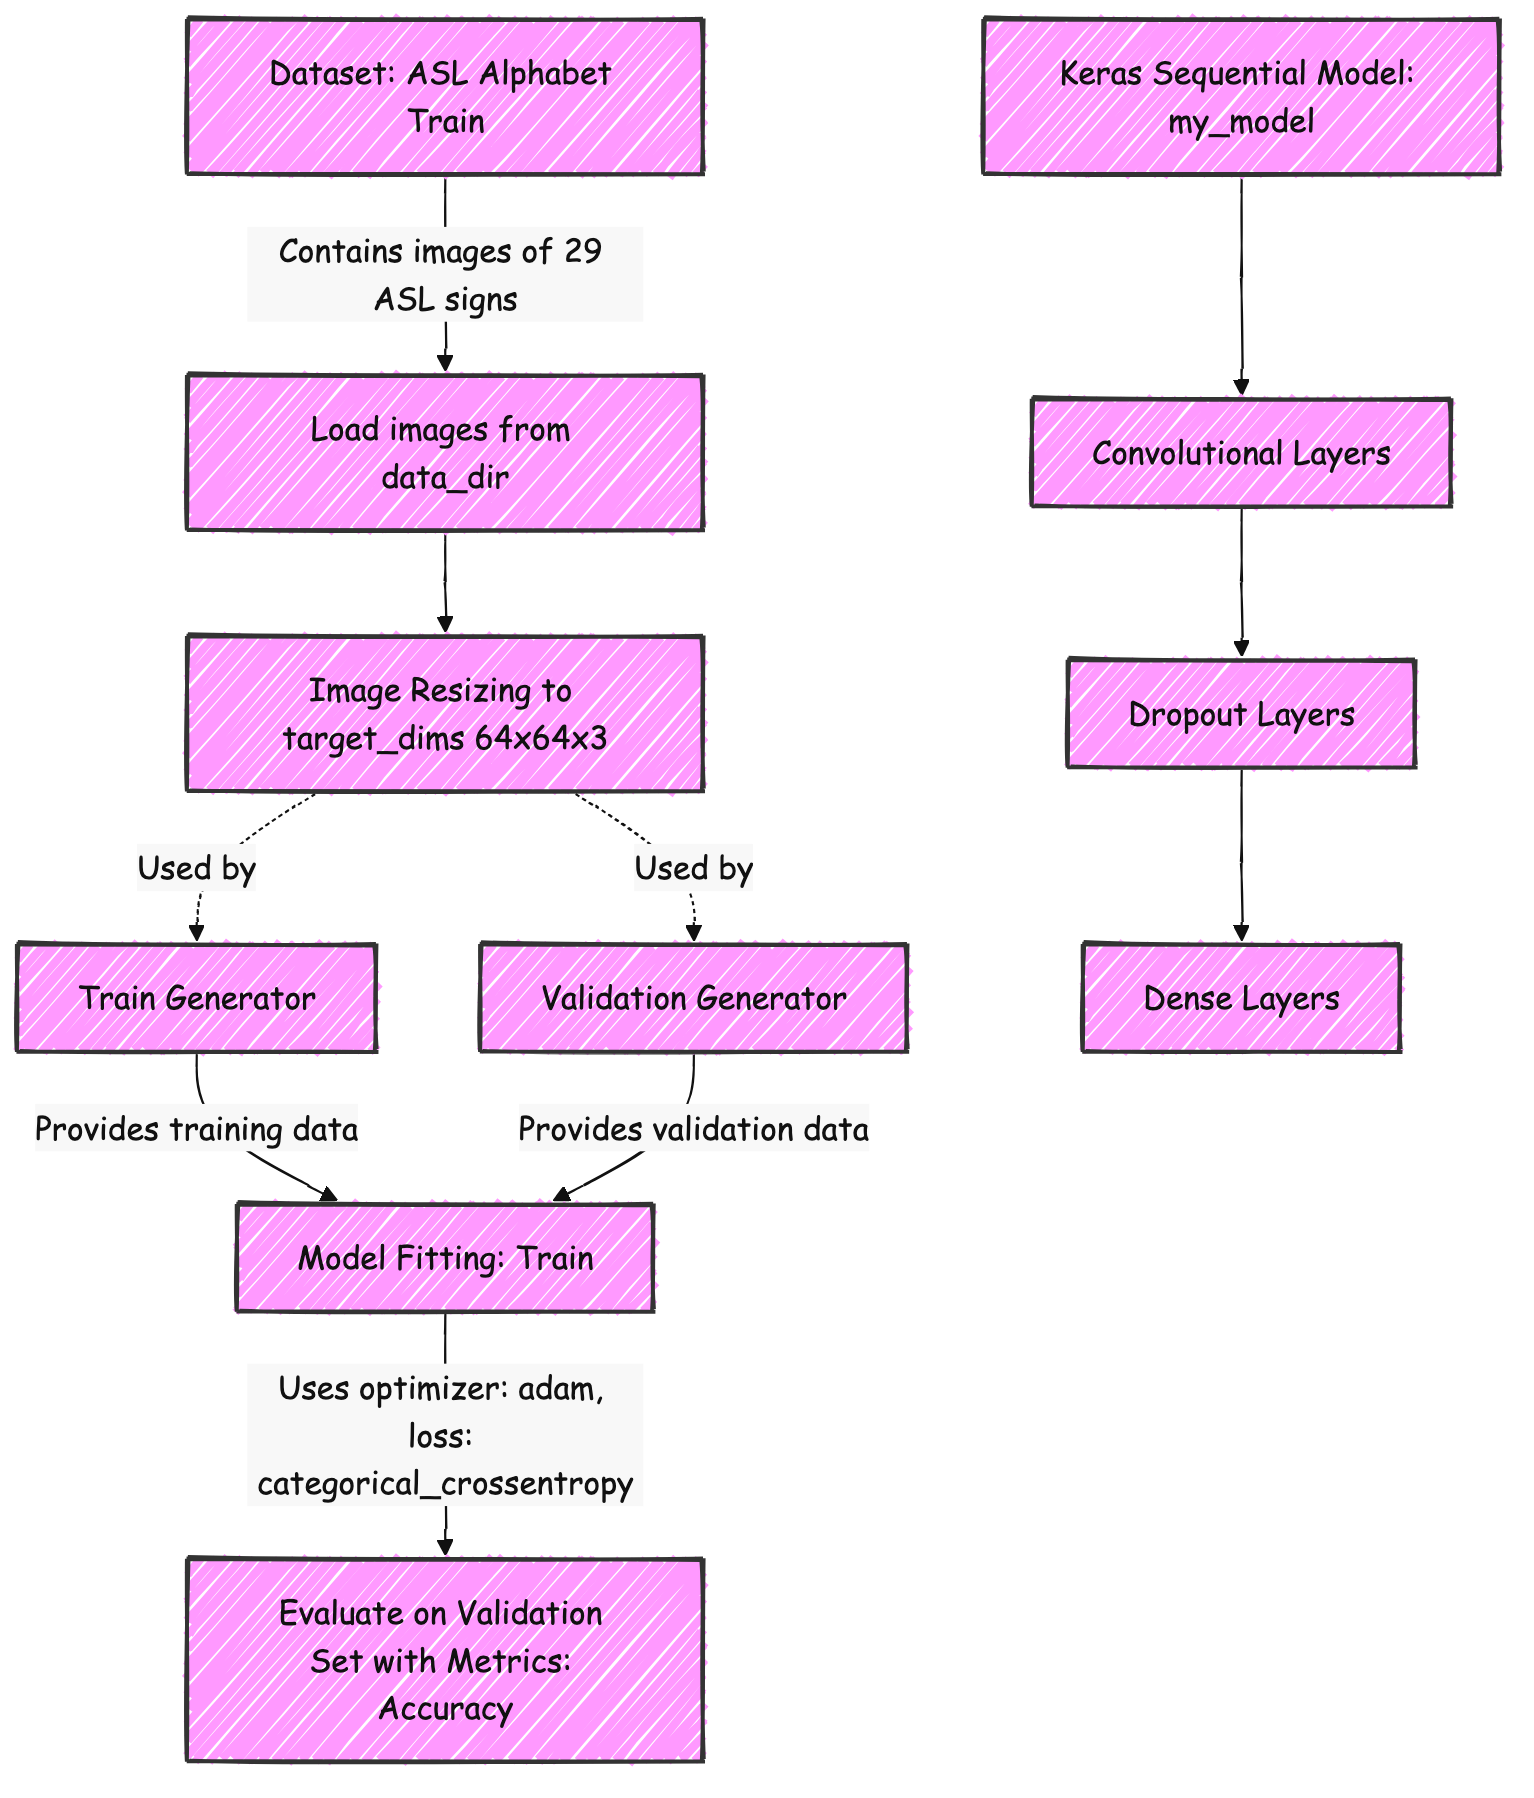 Dataset: ASL Alphabet
Train
Keras Sequential Model:
my_model
Contains images of 29
ASL signs
Load images from
data_dir
Convolutional Layers
Image Resizing to
target_dims 64x64x3
Dropout Layers
Used by
Used by
Train Generator
Validation Generator
Dense Layers
Provides training data
Provides validation data
Model Fitting: Train
Uses optimizer: adam,
loss:
categorical_crossentropy
Evaluate on Validation
Set with Metrics:
Accuracy